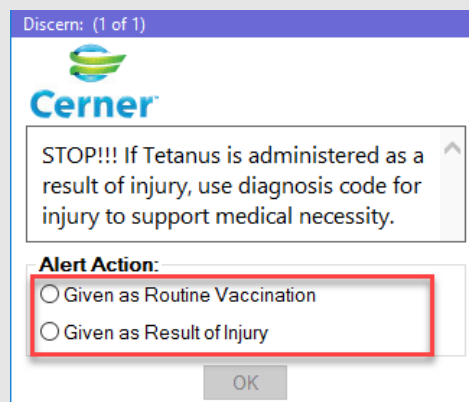 Discern: (1 of 1)
Cerner
STOP!!! If Tetanus is administered as a
result of injury, use diagnosis code for
injury to support medical necessity.
Alert Action:
Given as Routine Vaccination
Given as Result of Injury
OK